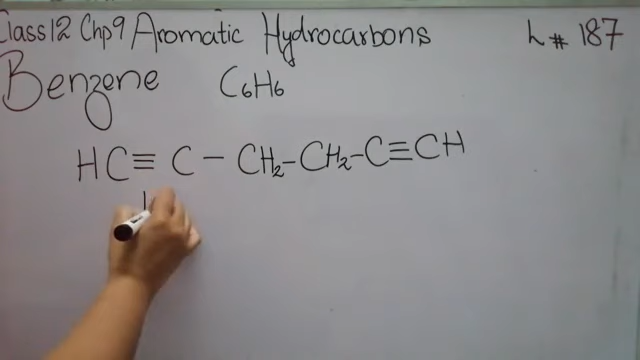 Class12 Chp9 Aromatic Hydrocarbons L# 187
Benzene C₆H₆
HC≡C-CH₂-CH₂-C≡CH